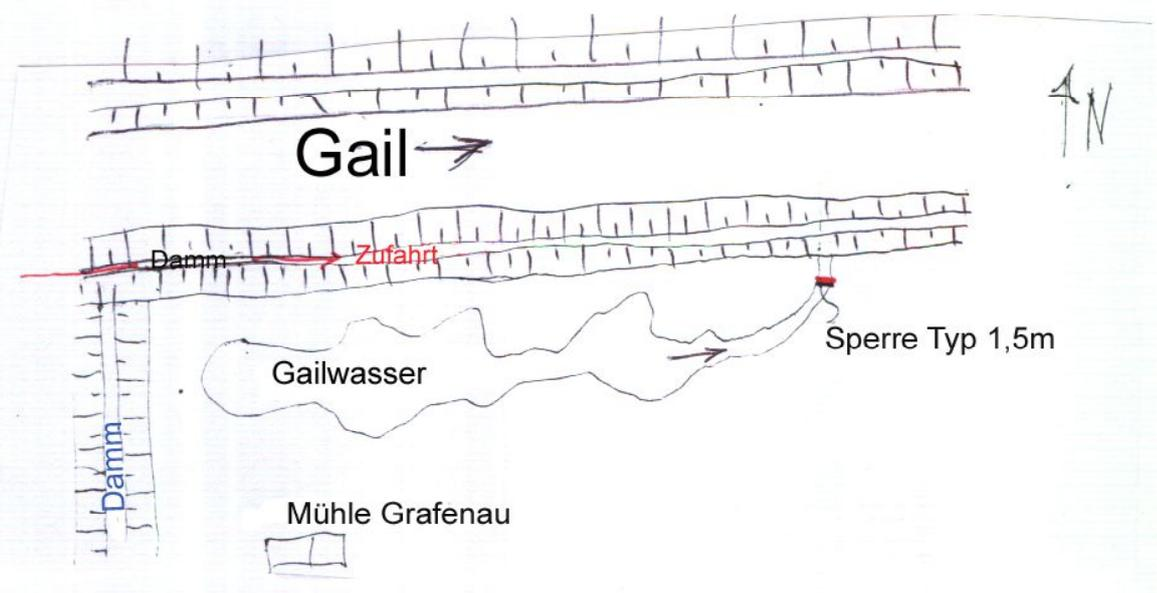 N
Gail
Damm
Zufahrt
Sperre Typ 1,5m
Gailwasser
Damm
Mühle Grafenau